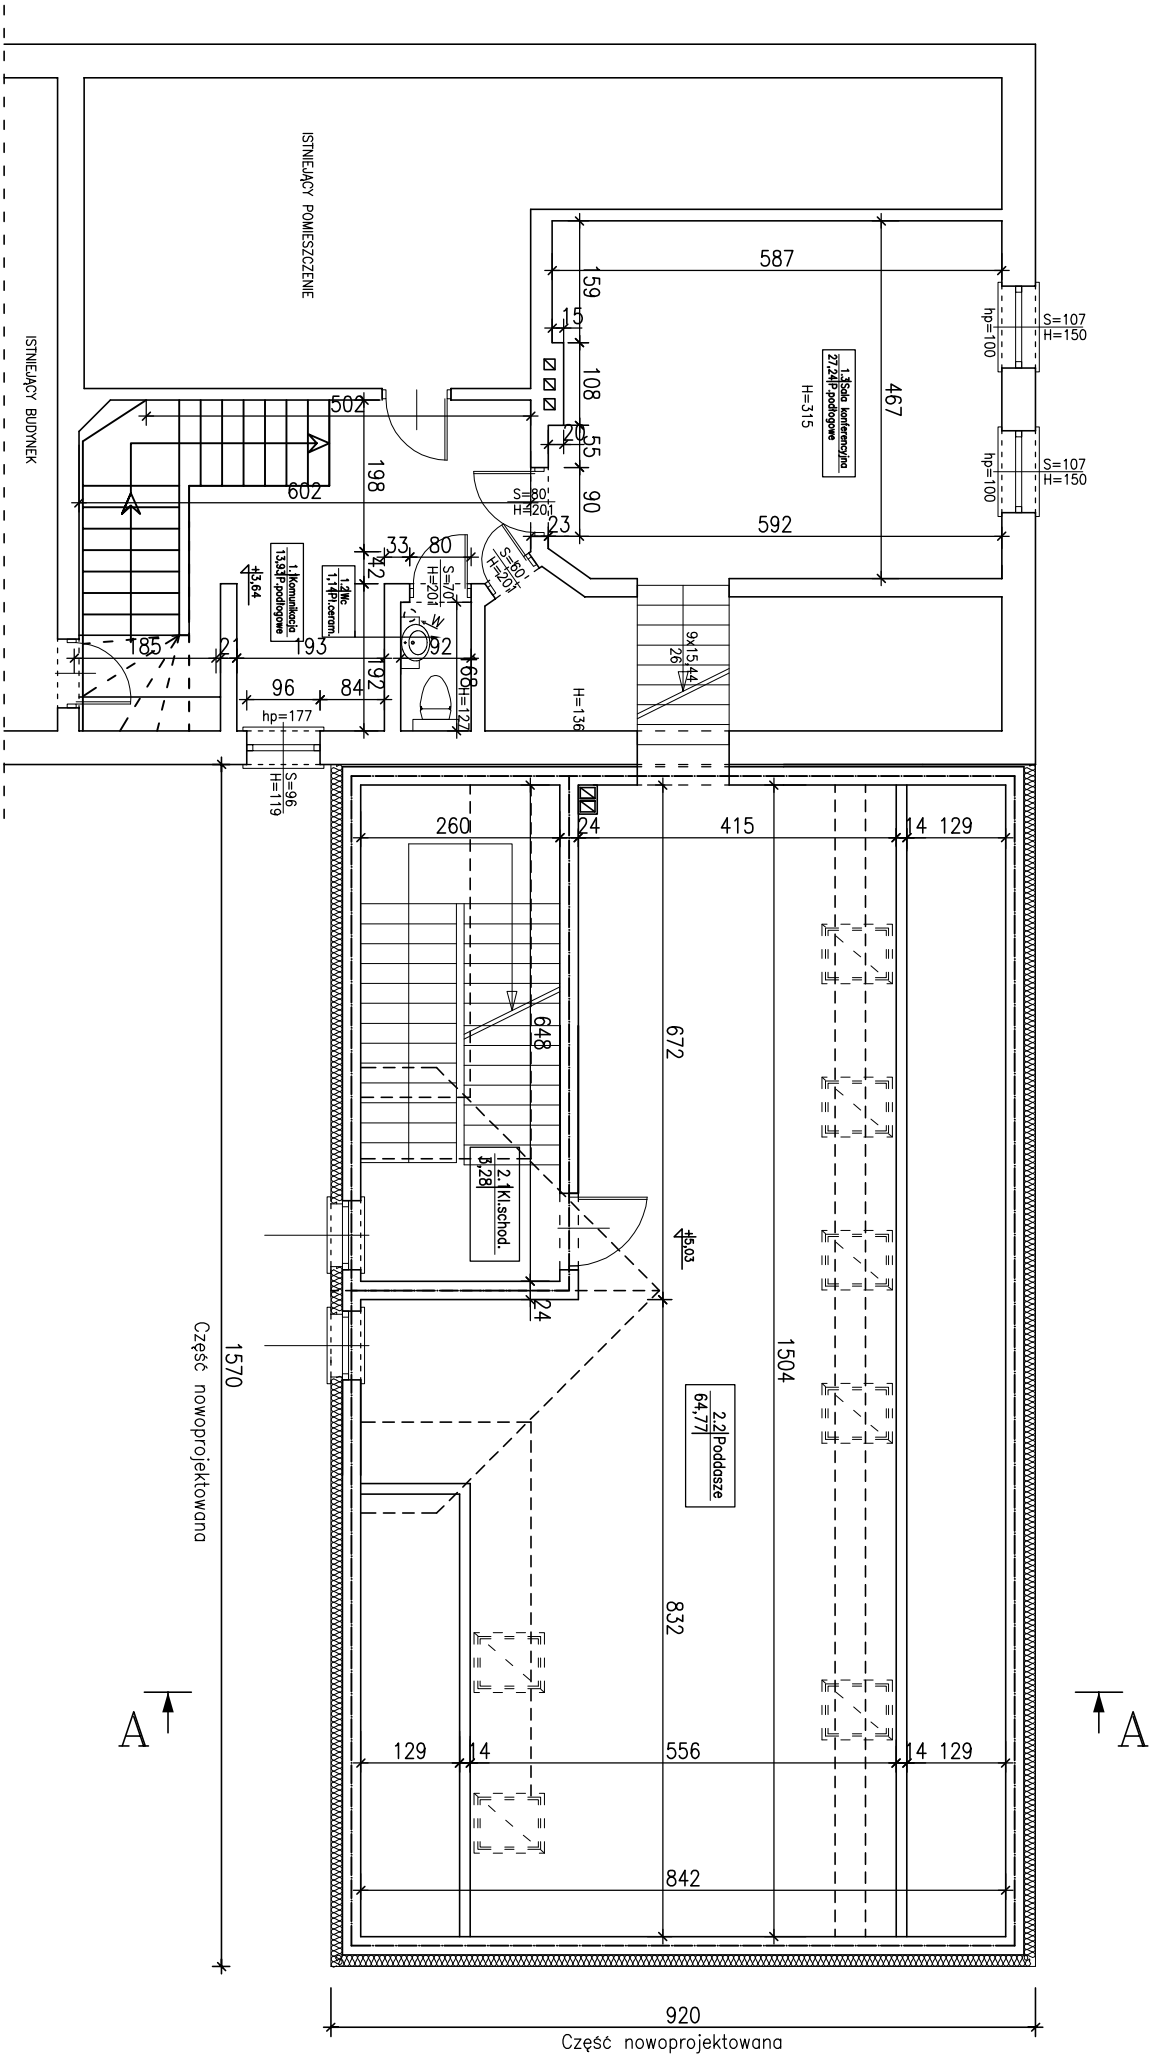 ISTNIEJĄCY POMIESZCZENIE
ISTNIEJĄCY BUDYNEK
587
159
15
108
467
1.3 Sala konferencyjna
27,24 P.podłogowe
H=315
hp=100
S=107
H=150
hp=100
S=107
H=150
502
20
55
198
602
S=80
H=201
90
23
592
33
80
42
S=60
H=201
S=70
H=201
1.1 Komunikacja
13,93 P.podłogowe
+3,64
1.2 Wc
1,14 Pl.ceram.
W
9x15,44
26
185
21
193
92
168
192
H=127
H=136
96
84
hp=177
S=96
H=119
260
24
415
14
129
648
672
2.1 Kl.schod.
3,28
+5,03
24
1504
1570
Część nowoprojektowana
2.2 Poddasze
64,77
832
A
A
129
14
556
14
129
842
920
Część nowoprojektowana